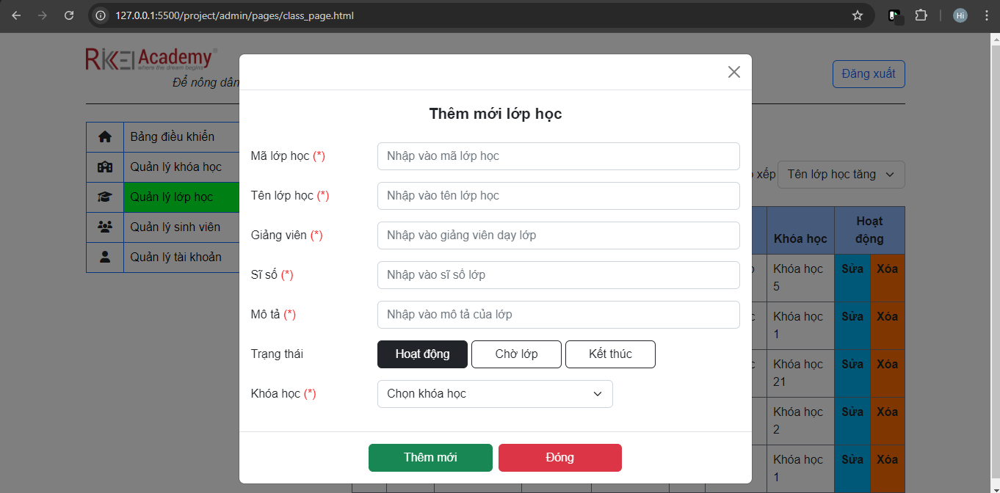 127.0.0.1:5500/project/admin/pages/class_page.html
Hi
RIKKEI Academy
where the dream begins
Để nông dân
Đăng xuất
Bảng điều khiển
Quản lý khóa học
Quản lý lớp học
Quản lý sinh viên
Quản lý tài khoản
Thêm mới lớp học
Mã lớp học (*)
Nhập vào mã lớp học
Tên lớp học (*)
Nhập vào tên lớp học
Giảng viên (*)
Nhập vào giảng viên dạy lớp
Sĩ số (*)
Nhập vào sĩ số lớp
Mô tả (*)
Nhập vào mô tả của lớp
Trạng thái
Hoạt động
Chờ lớp
Kết thúc
Khóa học (*)
Chọn khóa học
Thêm mới
Đóng
xếp
Tên lớp học tăng
Khóa học
Hoạt
động
Khóa học
5
Sửa
Xóa
Khóa học
1
Sửa
Xóa
Khóa học
21
Sửa
Xóa
Khóa học
2
Sửa
Xóa
Khóa học
1
Sửa
Xóa